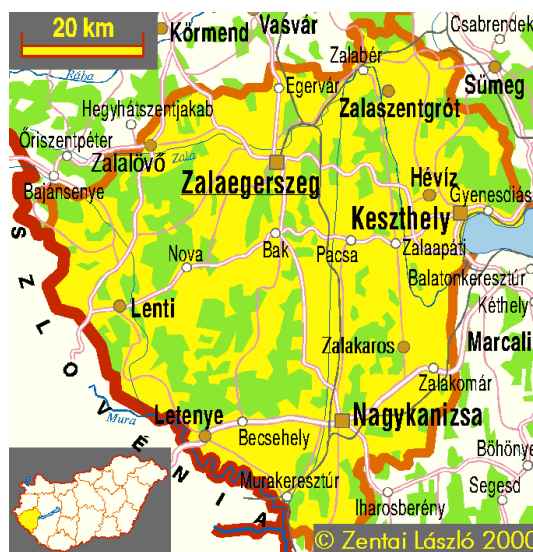 20 km
Körmend
Vasvár
Csabrendek
Zalabér
Rába
Egervár
Sümeg
Zalaszentgrót
Hegyhátszentjakab
Őriszentpéter
Zalalövő
Zala
Zalaegerszeg
Hévíz
Bajánsenye
Gyenesdiás
Keszthely
Nova
Bak
Pacsa
Zalaapáti
Balatonkeresztúr
Kéthely
Lenti
Zalakaros
Marcali
Zalakomár
Mura
Letenye
Becsehely
Nagykanizsa
Böhönye
Murakeresztúr
Iharosberény
Segesd
SZLOVÉNIA
© Zentai László 2000